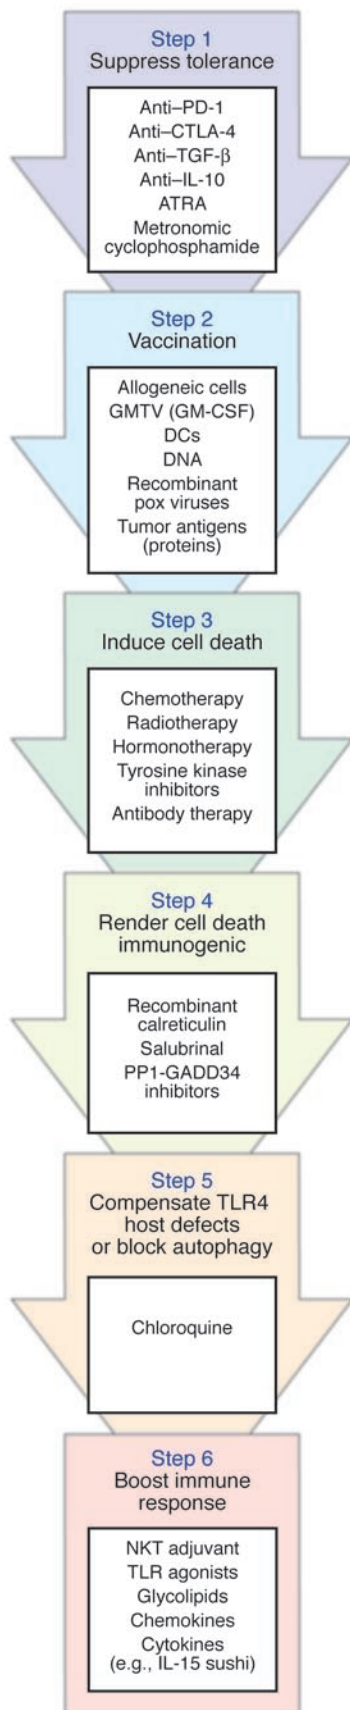 Step 1
Suppress tolerance
Anti–PD-1
Anti–CTLA-4
Anti–TGF-β
Anti–IL-10
ATRA
Metronomic
cyclophosphamide
Step 2
Vaccination
Allogeneic cells
GMTV (GM-CSF)
DCs
DNA
Recombinant
pox viruses
Tumor antigens
(proteins)
Step 3
Induce cell death
Chemotherapy
Radiotherapy
Hormonotherapy
Tyrosine kinase
inhibitors
Antibody therapy
Step 4
Render cell death
immunogenic
Recombinant
calreticulin
Salubrinal
PP1-GADD34
inhibitors
Step 5
Compensate TLR4
host defects
or block autophagy
Chloroquine
Step 6
Boost immune
response
NKT adjuvant
TLR agonists
Glycolipids
Chemokines
Cytokines
(e.g., IL-15 sushi)